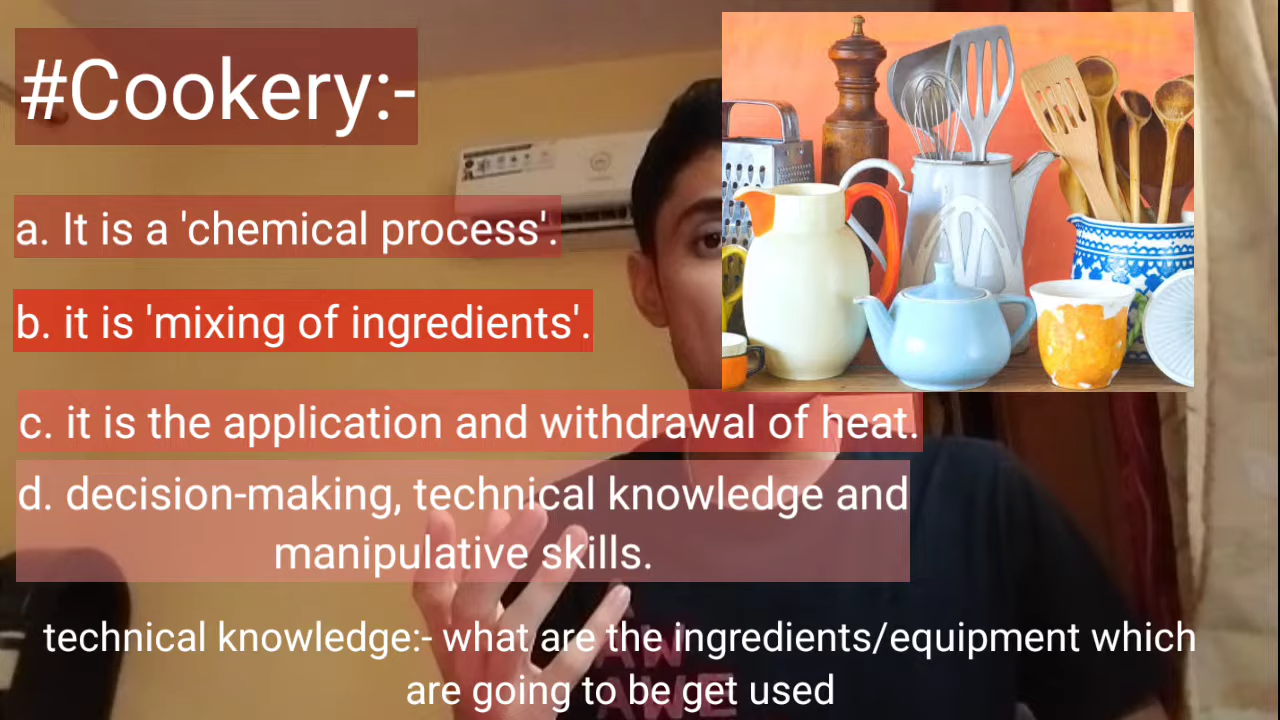 #Cookery:-
a. It is a 'chemical process'.
b. it is 'mixing of ingredients'.
c. it is the application and withdrawal of heat.
d. decision-making, technical knowledge and
manipulative skills.
technical knowledge:- what are the ingredients/equipment which
are going to be get used